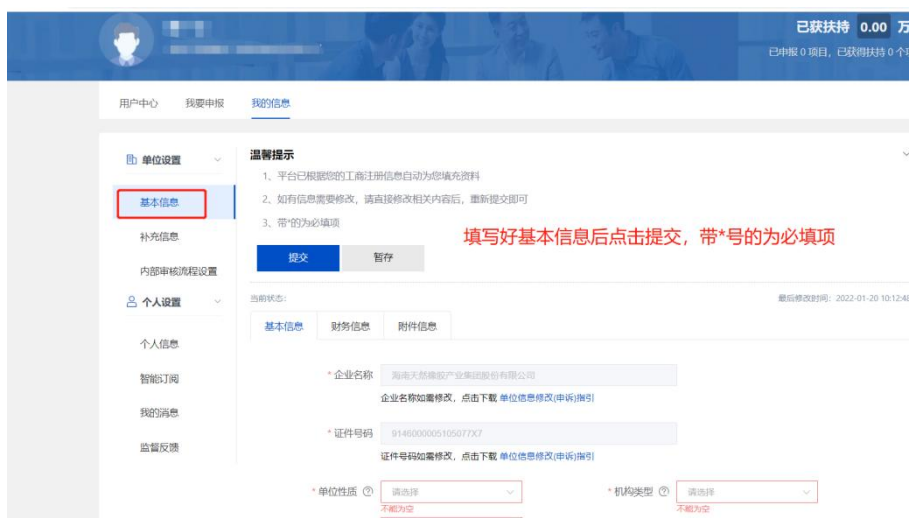 已获扶持 0.00 万
已申报 0 项目，已获得扶持 0 个项
用户中心 我要申报 我的信息
单位设置
基本信息
补充信息
内部审核流程设置
个人设置
个人信息
智能订阅
我的消息
监督反馈
温馨提示
1、平台已根据您的工商注册信息自动为您填充资料
2、如有信息需要修改，请直接修改相关内容后，重新提交即可
3、带*的为必填项
填写好基本信息后点击提交，带*号的为必填项
提交 暂存
当前状态：
最后修改时间：2022-01-20 10:12:48
基本信息 财务信息 附件信息
* 企业名称 海南天然橡胶产业集团股份有限公司
企业名称如需修改，点击下载 单位信息修改(申诉)指引
* 证件号码 9146000005105077X7
证件号码如需修改，点击下载 单位信息修改(申诉)指引
* 单位性质 请选择 * 机构类型 请选择
不能为空 不能为空